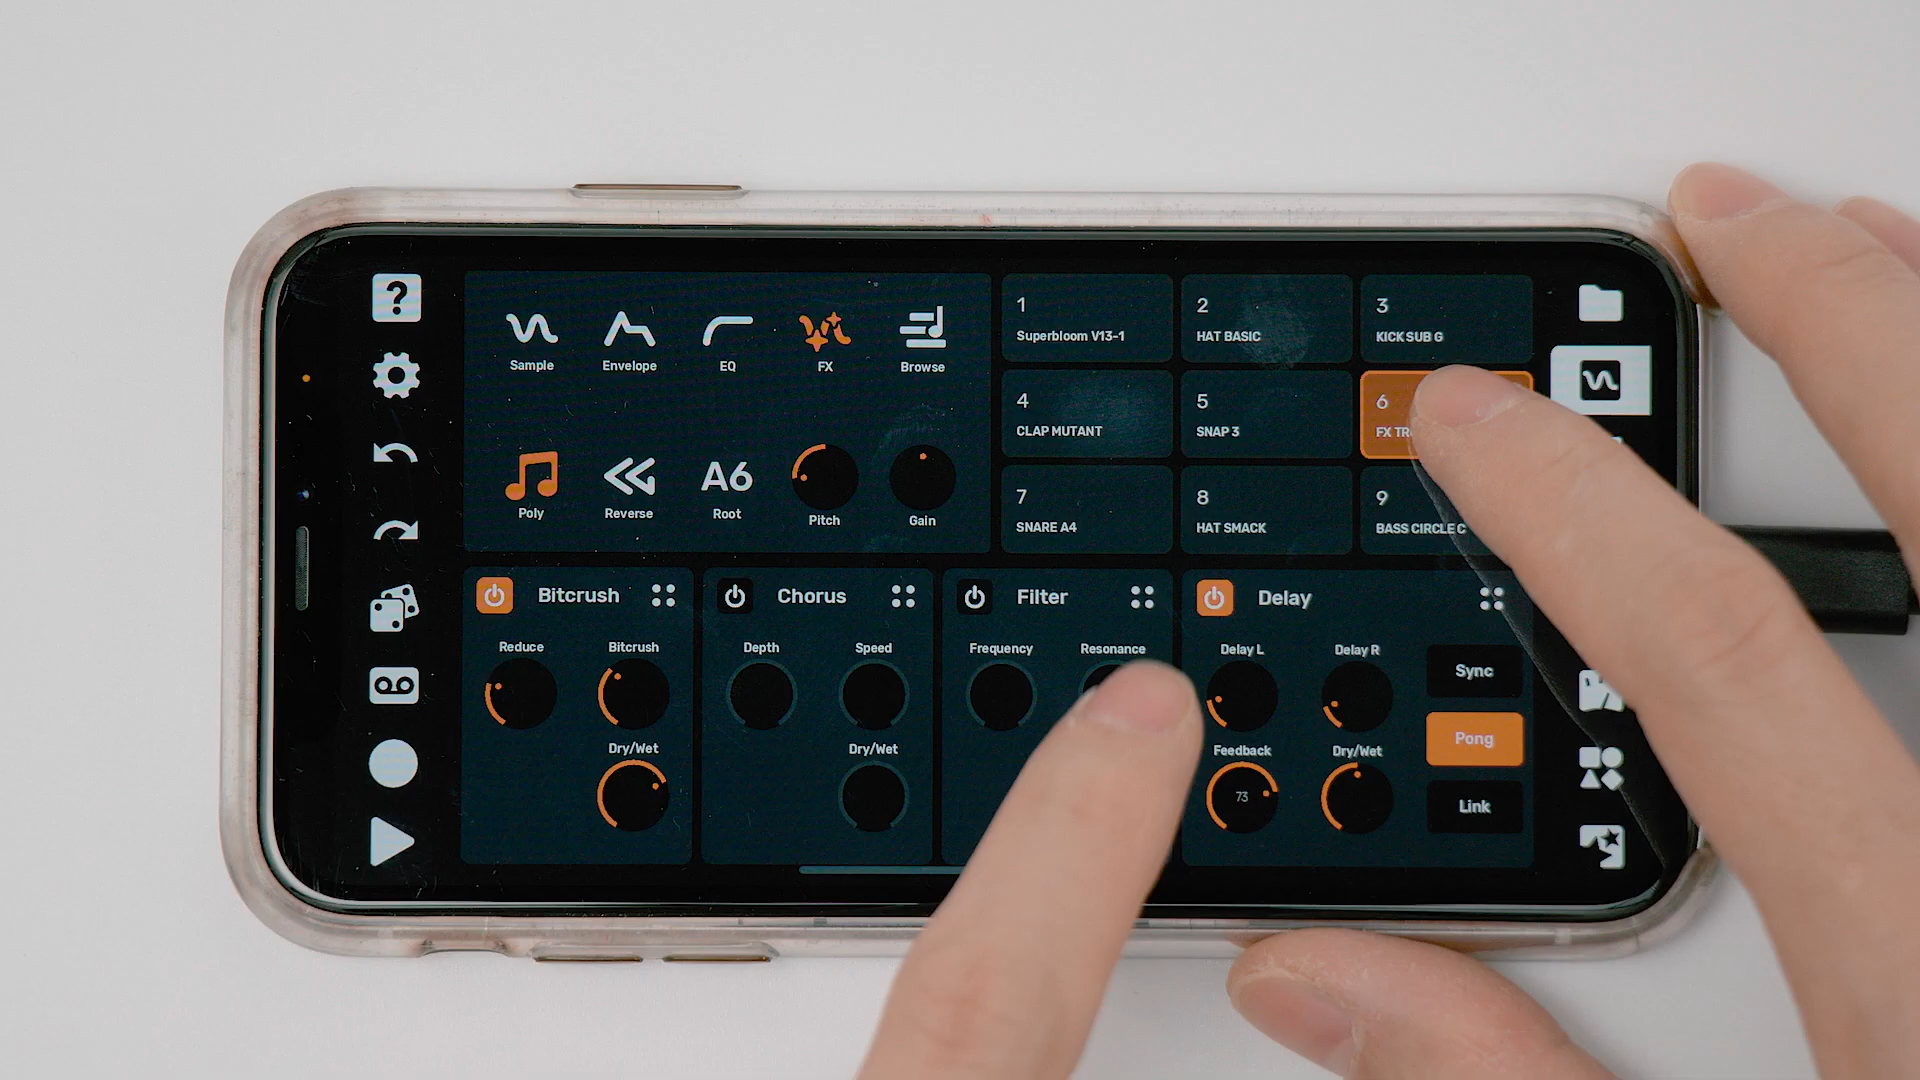 ?
Sample Envelope EQ FX Browse
Poly Reverse A6 Root Pitch Gain
1
Superbloom V13-1
2
HAT BASIC
3
KICK SUB G
4
CLAP MUTANT
5
SNAP 3
6
FX
7
SNARE A4
8
HAT SMACK
9
BASS CIRCLE C
Bitcrush
Reduce Bitcrush
Dry/Wet
Chorus
Depth Speed
Dry/Wet
Filter
Frequency Resonance
Delay
Delay L Delay R
Sync
Pong
Feedback Dry/Wet
73
Link